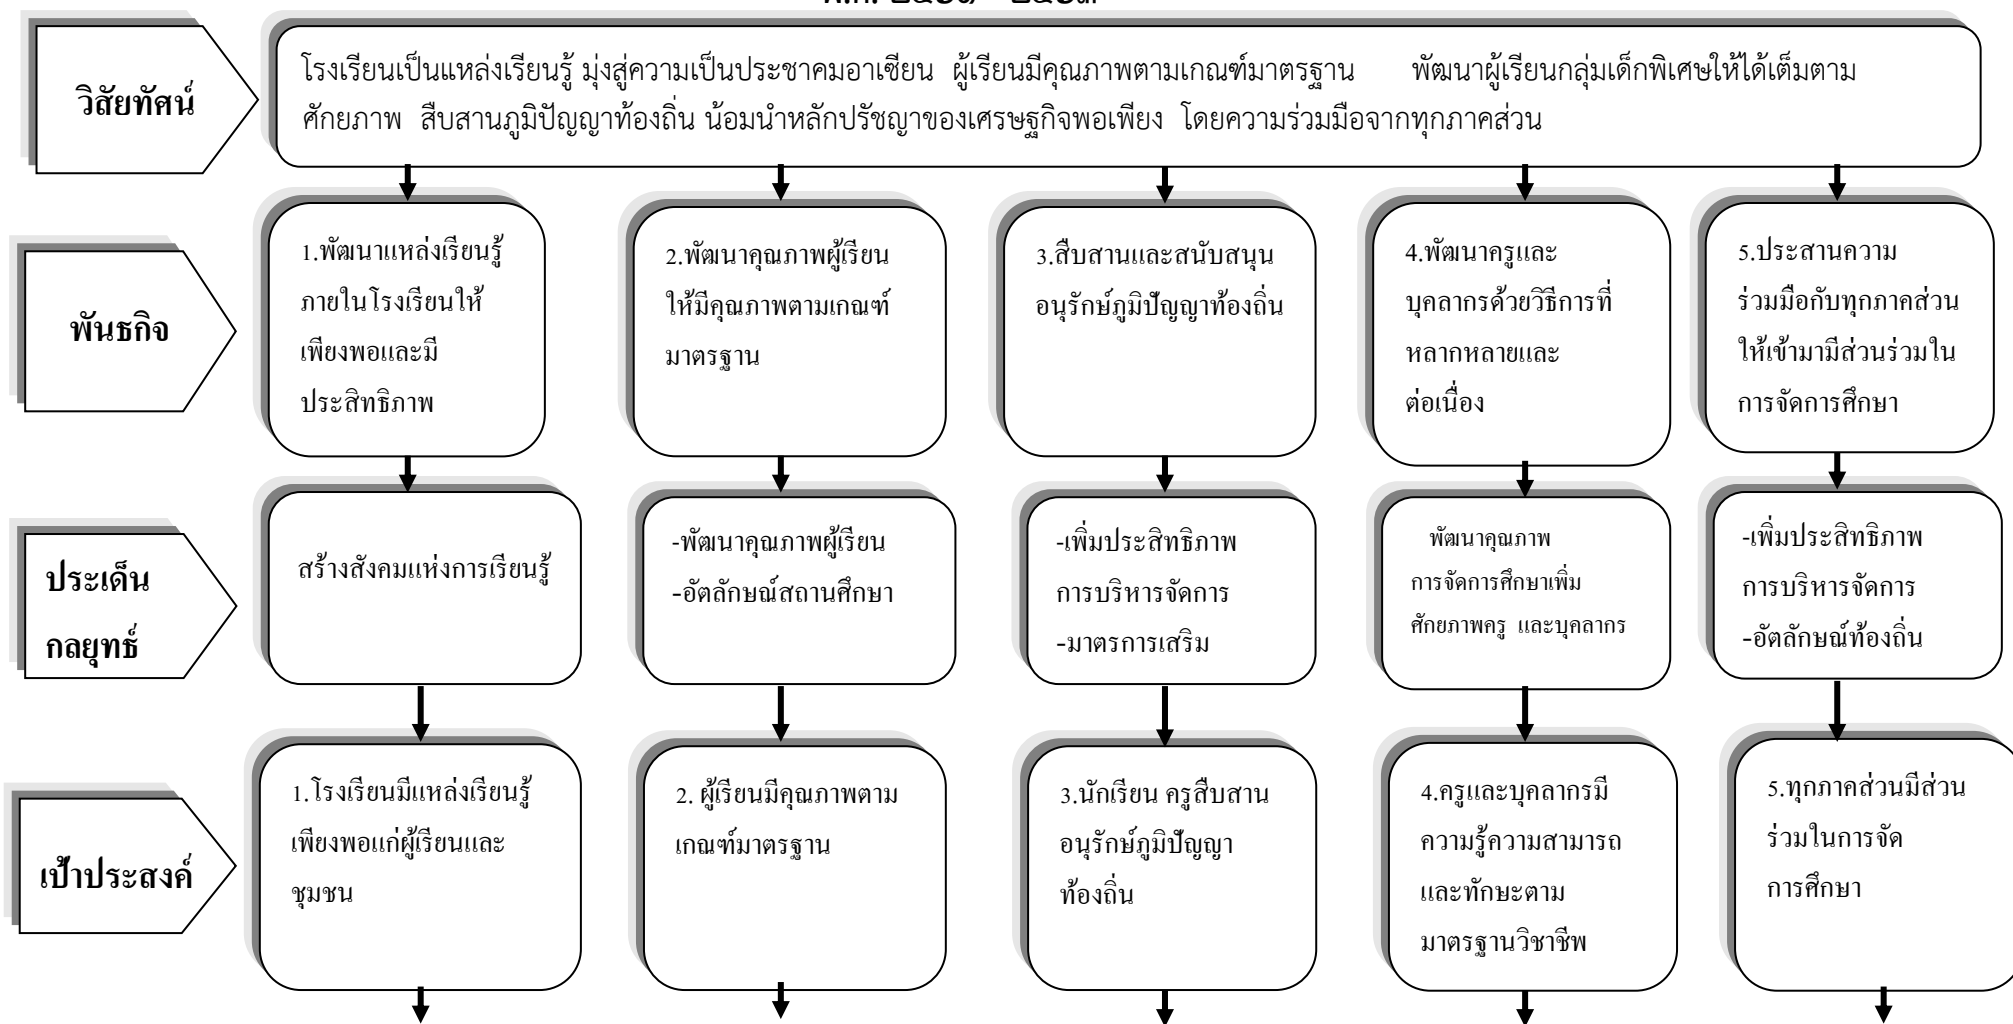 วิสัยทัศน์
โรงเรียนเป็นแหล่งเรียนรู้ มุ่งสู่ความเป็นประชาคมอาเซียน ผู้เรียนมีคุณภาพตามเกณฑ์มาตรฐาน พัฒนาผู้เรียนกลุ่มเด็กพิเศษให้ได้เต็มตาม
ศักยภาพ สืบสานภูมิปัญญาท้องถิ่น น้อมนำหลักปรัชญาของเศรษฐกิจพอเพียง โดยความร่วมมือจากทุกภาคส่วน
พันธกิจ
1.พัฒนาแหล่งเรียนรู้
ภายในโรงเรียนให้
เพียงพอและมี
ประสิทธิภาพ
2.พัฒนาคุณภาพผู้เรียน
ให้มีคุณภาพตามเกณฑ์
มาตรฐาน
3.สืบสานและสนับสนุน
อนุรักษ์ภูมิปัญญาท้องถิ่น
4.พัฒนาครูและ
บุคลากรด้วยวิธีการที่
หลากหลายและ
ต่อเนื่อง
5.ประสานความ
ร่วมมือกับทุกภาคส่วน
ให้เข้ามามีส่วนร่วมใน
การจัดการศึกษา
ประเด็น
กลยุทธ์
สร้างสังคมแห่งการเรียนรู้
-พัฒนาคุณภาพผู้เรียน
-อัตลักษณ์สถานศึกษา
-เพิ่มประสิทธิภาพ
การบริหารจัดการ
-มาตรการเสริม
พัฒนาคุณภาพ
การจัดการศึกษาเพิ่ม
ศักยภาพครู และบุคลากร
-เพิ่มประสิทธิภาพ
การบริหารจัดการ
-อัตลักษณ์ท้องถิ่น
เป้าประสงค์
1.โรงเรียนมีแหล่งเรียนรู้
เพียงพอแก่ผู้เรียนและ
ชุมชน
2. ผู้เรียนมีคุณภาพตาม
เกณฑ์มาตรฐาน
3.นักเรียน ครูสืบสาน
อนุรักษ์ภูมิปัญญา
ท้องถิ่น
4.ครูและบุคลากรมี
ความรู้ความสามารถ
และทักษะตาม
มาตรฐานวิชาชีพ
5.ทุกภาคส่วนมีส่วน
ร่วมในการจัด
การศึกษา